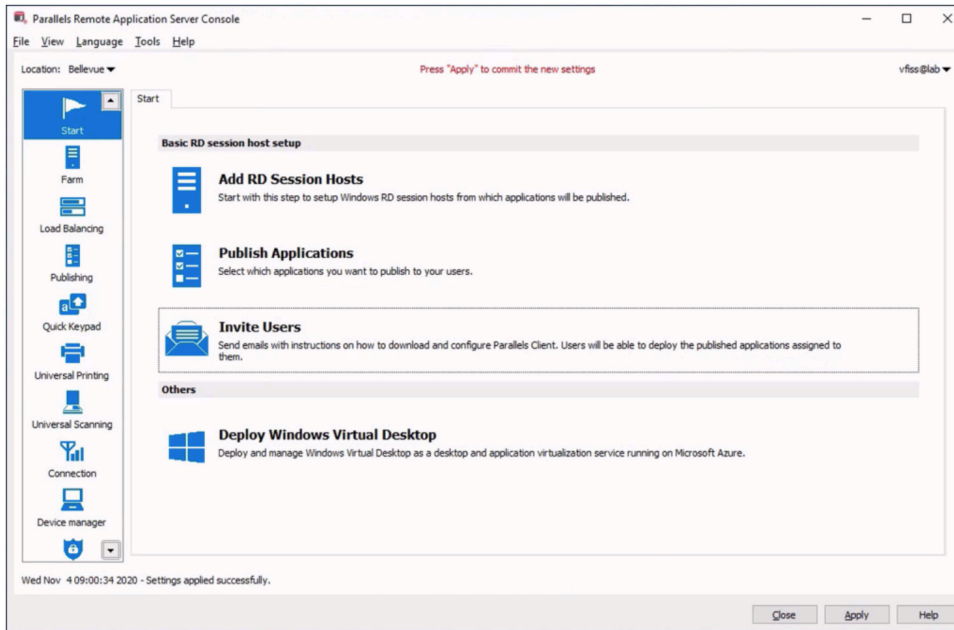 Parallels Remote Application Server Console
File View Language Tools Help
Location: Bellevue
Press "Apply" to commit the new settings
vfiss@lab
Start
Farm
Load Balancing
Publishing
Quick Keypad
Universal Printing
Universal Scanning
Connection
Device manager
Start
Basic RD session host setup
Add RD Session Hosts
Start with this step to setup Windows RD session hosts from which applications will be published.
Publish Applications
Select which applications you want to publish to your users.
Invite Users
Send emails with instructions on how to download and configure Parallels Client. Users will be able to deploy the published applications assigned to
them.
Others
Deploy Windows Virtual Desktop
Deploy and manage Windows Virtual Desktop as a desktop and application virtualization service running on Microsoft Azure.
Wed Nov 4 09:00:34 2020 - Settings applied successfully.
Close Apply Help